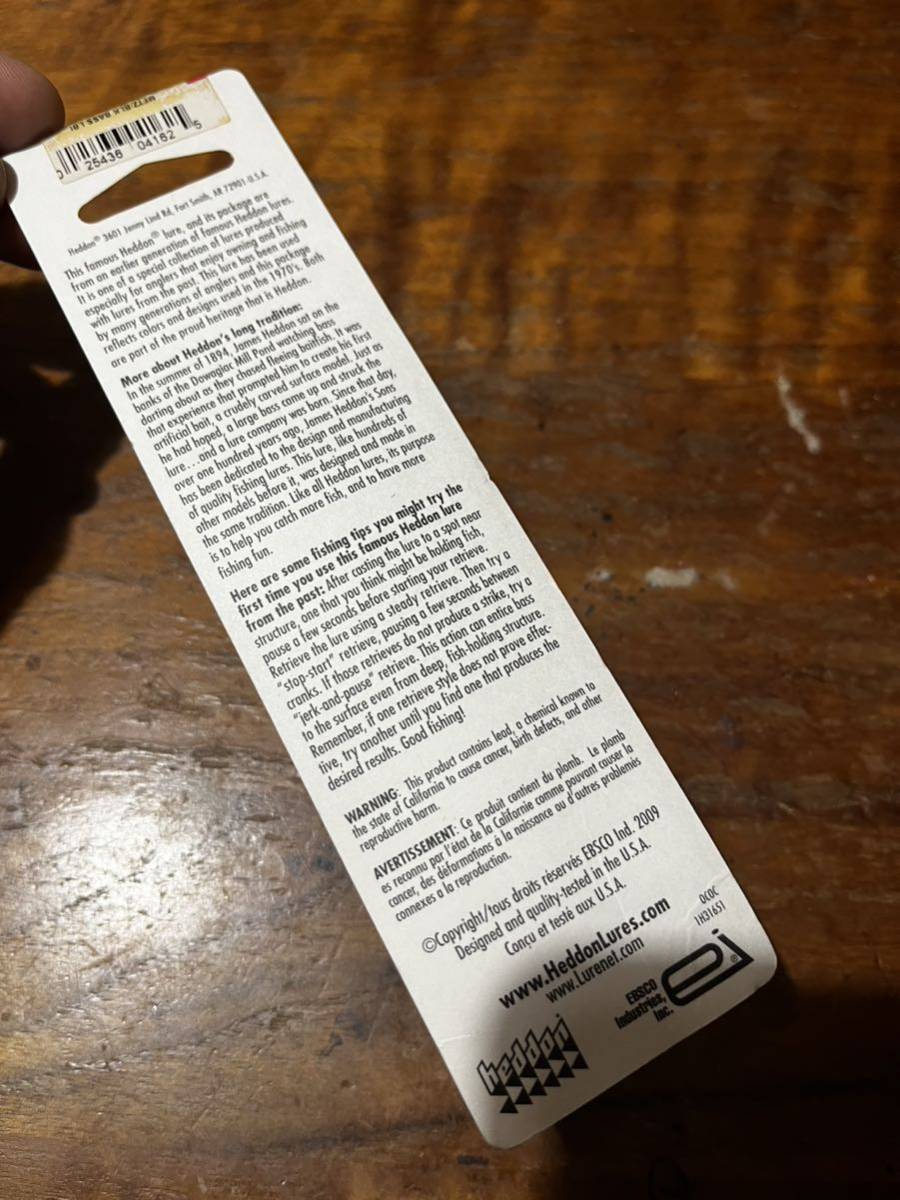 25436 04182 5
Heddon® 3601 Jenny Lind Rd, Fort Smith, AR 72901 U.S.A.
This famous Heddon® lure, and its package are
from an earlier generation of famous Heddon lures.
It is one of a special collection of lures produced
especially for anglers that enjoy owning and fishing
with lures from the past. This lure has been used
by many generations of anglers and this package
reflects colors and designs used in the 1970's. Both
are part of the proud heritage that is Heddon.
More about Heddon's long tradition:
In the summer of 1894, James Heddon sat on the
banks of the Dowagiac Mill Pond watching bass
darting about as they chased fleeing baitfish. It was
that experience that prompted him to create his first
artificial bait, a crudely carved surface model. Just as
he had hoped, a large bass came up and struck the
lure...and a lure company was born. Since that day,
over one hundred years ago, James Heddon's Sons
has been dedicated to the design and manufacturing
of quality fishing lures. This lure, like hundreds of
other models before it, was designed and made in
the same tradition. Like all Heddon lures, its purpose
is to help you catch more fish, and to have more
fishing fun.
Here are some fishing tips you might try the
first time you use this famous Heddon lure
from the past: After casting the lure to a spot near
structure, one that you think might be holding fish,
pause a few seconds before starting your retrieve.
Retrieve the lure using a steady retrieve. Then try a
"stop-start" retrieve, pausing a few seconds between
cranks. If those retrieves do not produce a strike, try a
"jerk-and-pause" retrieve. This action can entice bass
to the surface even from deep, fish-holding structure.
Remember, if one retrieve style does not prove effec-
tive, try another until you find one that produces the
desired results. Good fishing!
WARNING: This product contains lead, a chemical known to
the state of California to cause cancer, birth defects, and other
reproductive harm.
AVERTISSEMENT: Ce produit contient du plomb. Le plomb
es reconnu par l'état de la Californie comme pouvant causer la
cancer, des déformations à la naissance ou d'autres problemés
connexes a la reproduction.
©Copyright/tous droits réservés EBSCO Ind. 2009
Designed and quality-tested in the U.S.A.
Conçu et testé aux U.S.A.
www.HeddonLures.com
www.Lurenet.com
OCOC
1H31651
EBSCO
Industries,
Inc.
ei®
heddon